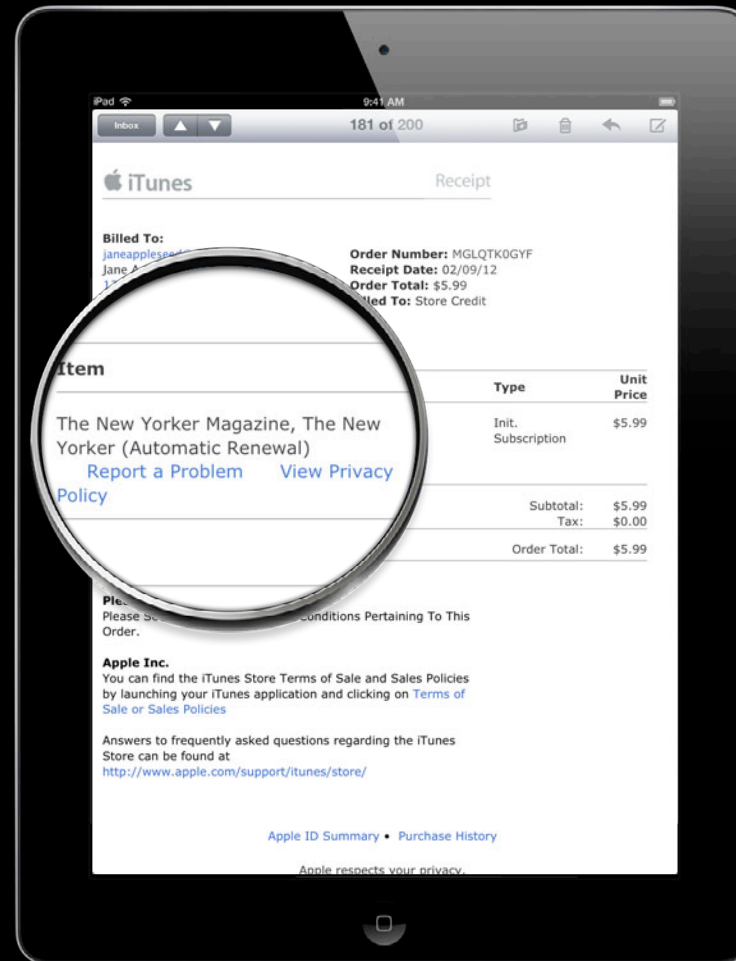 iPad 9:41 AM
Inbox 181 of 200
iTunes Receipt
Billed To:
janeappleseed
Jane
Order Number: MGLQTK0GYF
Receipt Date: 02/09/12
Order Total: $5.99
To: Store Credit
Item
Type Unit Price
The New Yorker Magazine, The New
Yorker (Automatic Renewal)
Report a Problem View Privacy
Policy
Init. $5.99
Subscription
Subtotal: $5.99
Tax: $0.00
Order Total: $5.99
Please
Order.
Conditions Pertaining To This
Apple Inc.
You can find the iTunes Store Terms of Sale and Sales Policies
by launching your iTunes application and clicking on Terms of
Sale or Sales Policies
Answers to frequently asked questions regarding the iTunes
Store can be found at
http://www.apple.com/support/itunes/store/
Apple ID Summary • Purchase History
Apple respects your privacy.